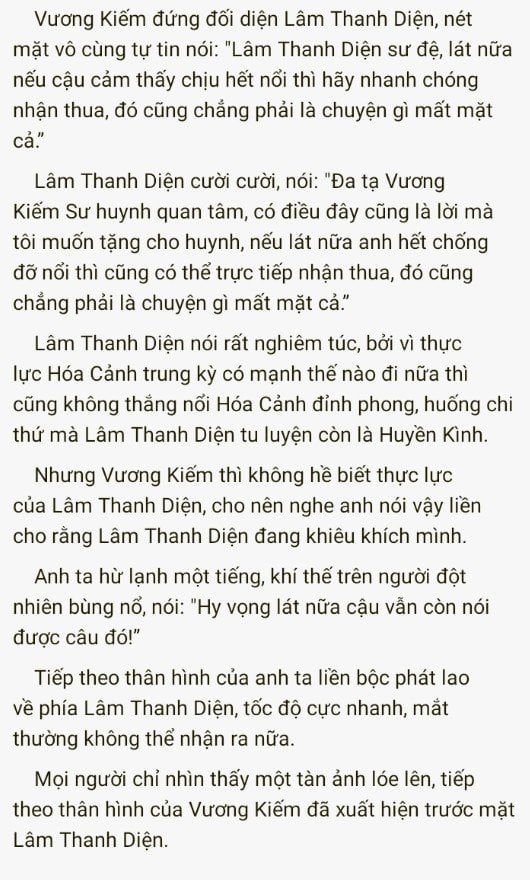 Vương Kiếm đứng đối diện Lâm Thanh Diện, nét
mặt vô cùng tự tin nói: "Lâm Thanh Diện sư đệ, lát nữa
nếu cậu cảm thấy chịu hết nổi thì hãy nhanh chóng
nhận thua, đó cũng chẳng phải là chuyện gì mất mặt
cả.”
Lâm Thanh Diện cười cười, nói: "Đa tạ Vương
Kiếm Sư huynh quan tâm, có điều đây cũng là lời mà
tôi muốn tặng cho huynh, nếu lát nữa anh hết chống
đỡ nổi thì cũng có thể trực tiếp nhận thua, đó cũng
chẳng phải là chuyện gì mất mặt cả.”
Lâm Thanh Diện nói rất nghiêm túc, bởi vì thực
lực Hóa Cảnh trung kỳ có mạnh thế nào đi nữa thì
cũng không thắng nổi Hóa Cảnh đỉnh phong, huống chi
thứ mà Lâm Thanh Diện tu luyện còn là Huyền Kình.
Nhưng Vương Kiếm thì không hề biết thực lực
của Lâm Thanh Diện, cho nên nghe anh nói vậy liền
cho rằng Lâm Thanh Diện đang khiêu khích mình.
Anh ta hừ lạnh một tiếng, khí thế trên người đột
nhiên bùng nổ, nói: "Hy vọng lát nữa cậu vẫn còn nói
được câu đó!”
Tiếp theo thân hình của anh ta liền bộc phát lao
về phía Lâm Thanh Diện, tốc độ cực nhanh, mắt
thường không thể nhận ra nữa.
Mọi người chỉ nhìn thấy một tàn ảnh lóe lên, tiếp
theo thân hình của Vương Kiếm đã xuất hiện trước mặt
Lâm Thanh Diện.